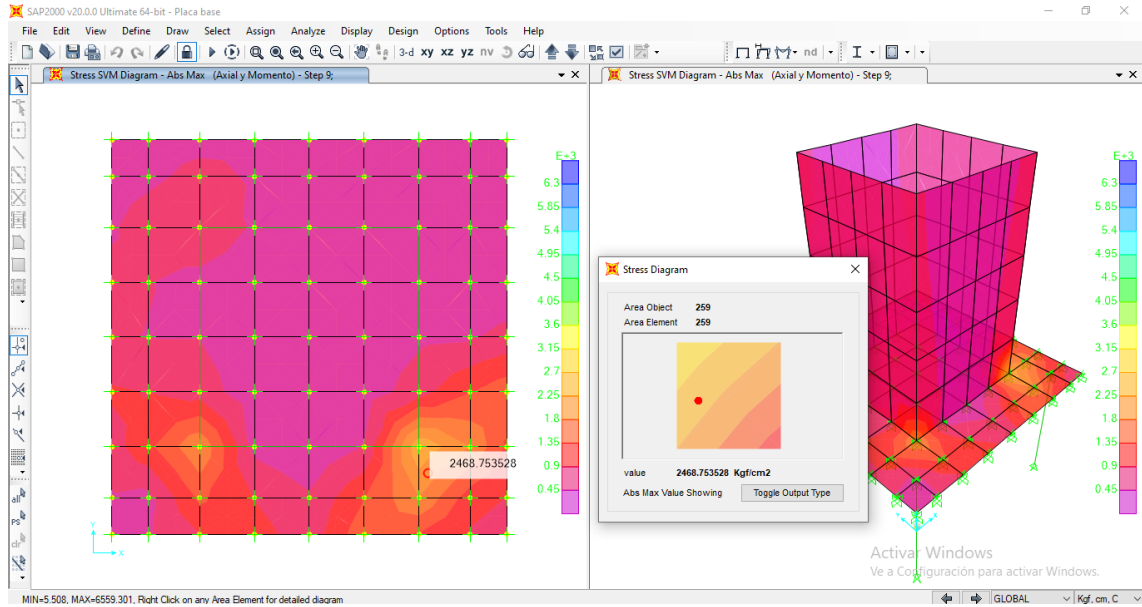 SAP2000 v20.0.0 Ultimate 64-bit - Placa base
File Edit View Define Draw Select Assign Analyze Display Design Options Tools Help
3-d xy xz yz nv
nd
Stress SVM Diagram - Abs Max (Axial y Momento) - Step 9;
Stress SVM Diagram - Abs Max (Axial y Momento) - Step 9;
all
PS
clr
E+3
6.3
5.85
5.4
4.95
4.5
4.05
3.6
3.15
2.7
2.25
1.8
1.35
0.9
0.45
2468.753528
Y
X
Stress Diagram
Area Object 259
Area Element 259
value 2468.753528 Kgf/cm2
Abs Max Value Showing Toggle Output Type
E+3
6.3
5.85
5.4
4.95
4.5
4.05
3.6
3.15
2.7
2.25
1.8
1.35
0.9
0.45
Activar Windows
Ve a Configuración para activar Windows.
MIN=5.508, MAX=6559.301, Right Click on any Area Element for detailed diagram
GLOBAL
Kgf, cm, C